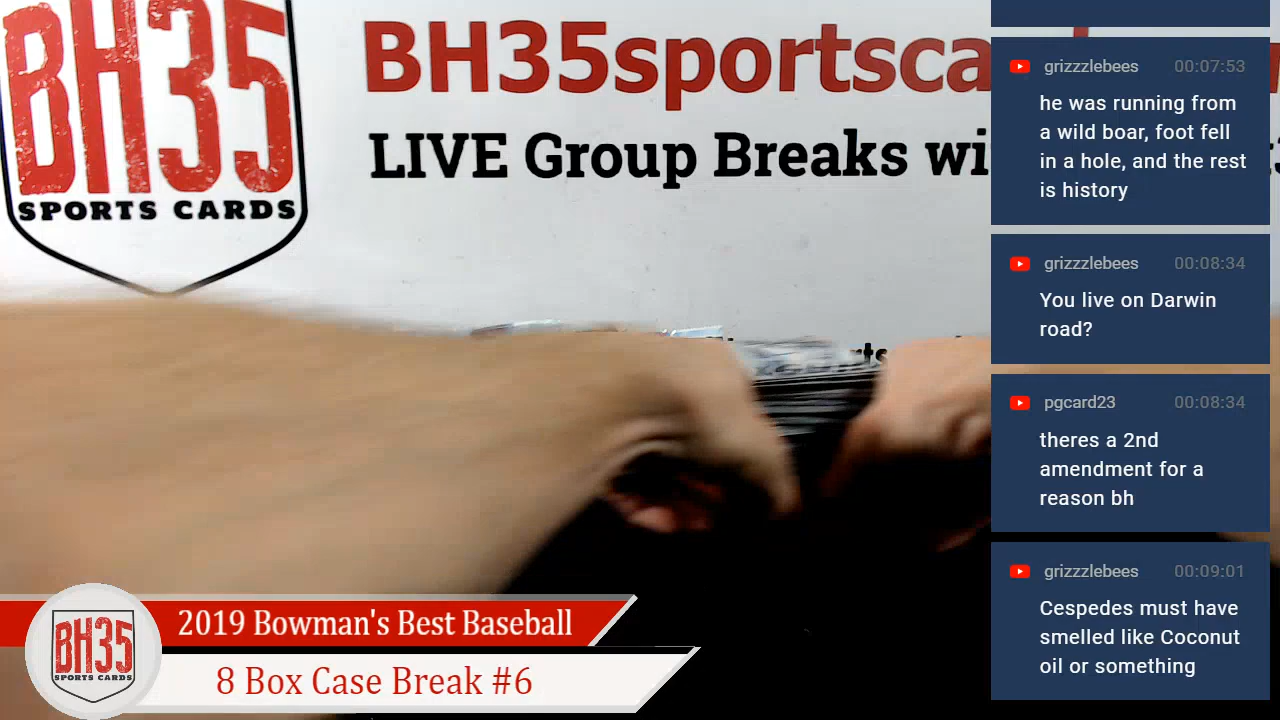 BH35
SPORTS CARDS
BH35sportsca
LIVE Group Breaks wi
grizzzlebees 00:07:53
he was running from
a wild boar, foot fell
in a hole, and the rest
is history
grizzzlebees 00:08:34
You live on Darwin
road?
pgcard23 00:08:34
theres a 2nd
amendment for a
reason bh
grizzzlebees 00:09:01
Cespedes must have
smelled like Coconut
oil or something
BH35
SPORTS CARDS
2019 Bowman's Best Baseball
8 Box Case Break #6